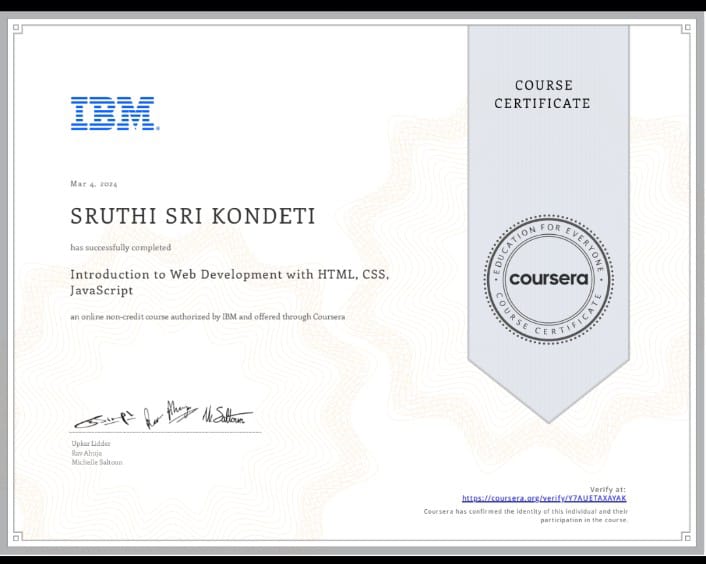 COURSE
CERTIFICATE
IBM
Mar 4, 2024
SRUTHI SRI KONDETI
has successfully completed
Introduction to Web Development with HTML, CSS,
JavaScript
an online non-credit course authorized by IBM and offered through Coursera
EDUCATION FOR EVERYONE
coursera
COURSE CERTIFICATE
Upkar Lidder
Rav Ahuja
Michelle Saltoun
Verify at:
https://coursera.org/verify/Y7AUETAXAYAK
Coursera has confirmed the identity of this individual and their
participation in the course.